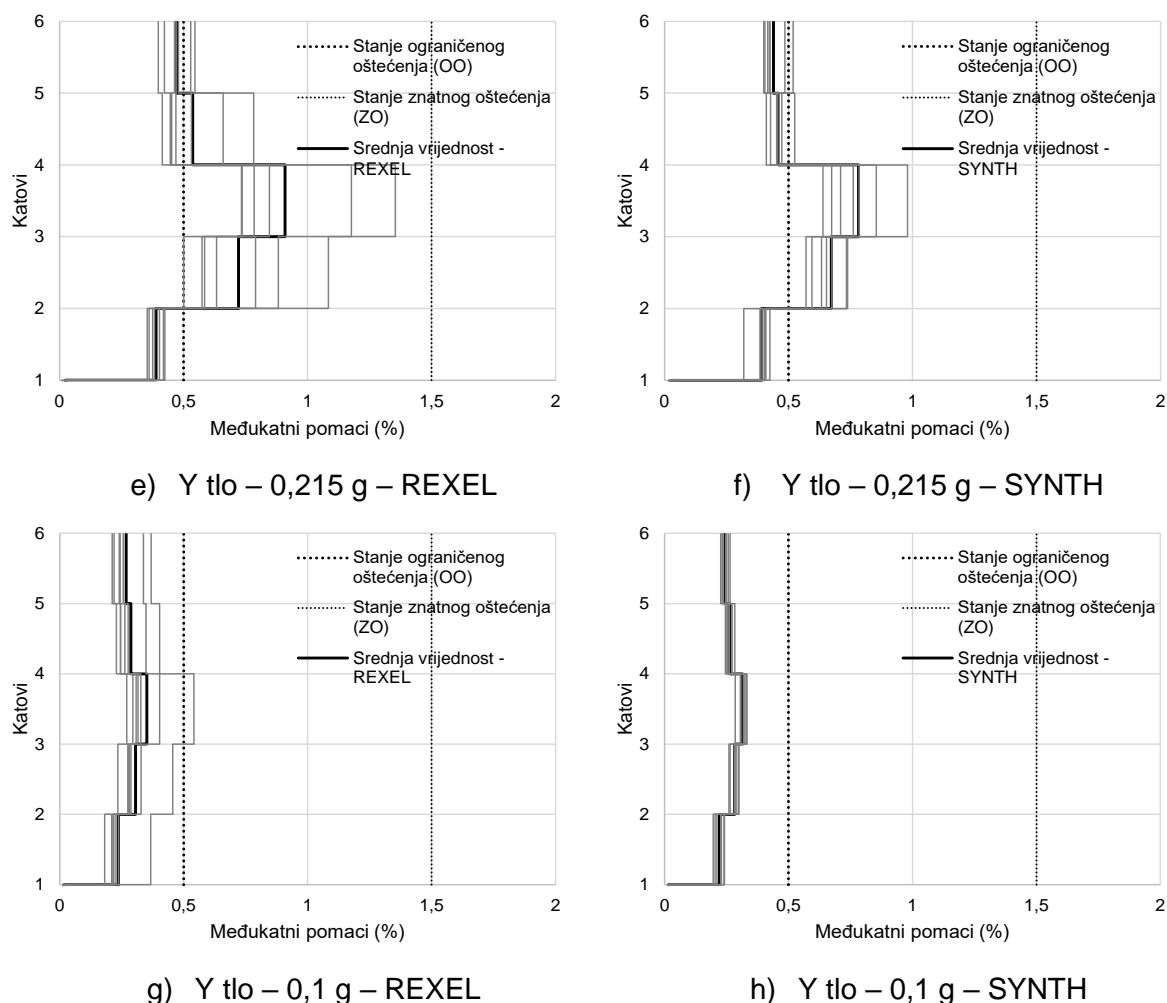 6
5
4
3
2
1
Katovi
Stanje ograničenog
oštećenja (OO)
Stanje znatnog oštećenja
(ZO)
Srednja vrijednost -
REXEL
0
0,5
1
1,5
2
Međukatni pomaci (%)
e) Y tlo – 0,215 g – REXEL
6
5
4
3
2
1
Katovi
Stanje ograničenog
oštećenja (OO)
Stanje znatnog oštećenja
(ZO)
Srednja vrijednost -
SYNTH
0
0,5
1
1,5
2
Međukatni pomaci (%)
f) Y tlo – 0,215 g – SYNTH
6
5
4
3
2
1
Katovi
Stanje ograničenog
oštećenja (OO)
Stanje znatnog oštećenja
(ZO)
Srednja vrijednost -
REXEL
0
0,5
1
1,5
2
Međukatni pomaci (%)
g) Y tlo – 0,1 g – REXEL
6
5
4
3
2
1
Katovi
Stanje ograničenog
oštećenja (OO)
Stanje znatnog oštećenja
(ZO)
Srednja vrijednost -
SYNTH
0
0,5
1
1,5
2
Međukatni pomaci (%)
h) Y tlo – 0,1 g – SYNTH